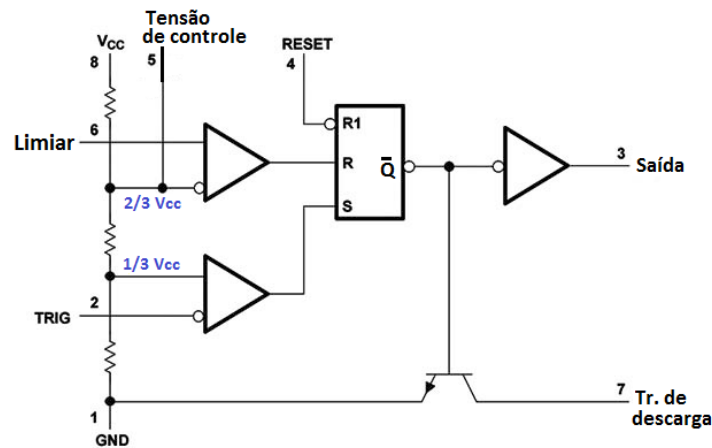 Tensão
de controle
5
VCC
8
RESET
4
6
Limiar
R1
R
Q̅
S
3
Saída
2/3 Vcc
1/3 Vcc
2
TRIG
1
GND
7
Tr. de
descarga